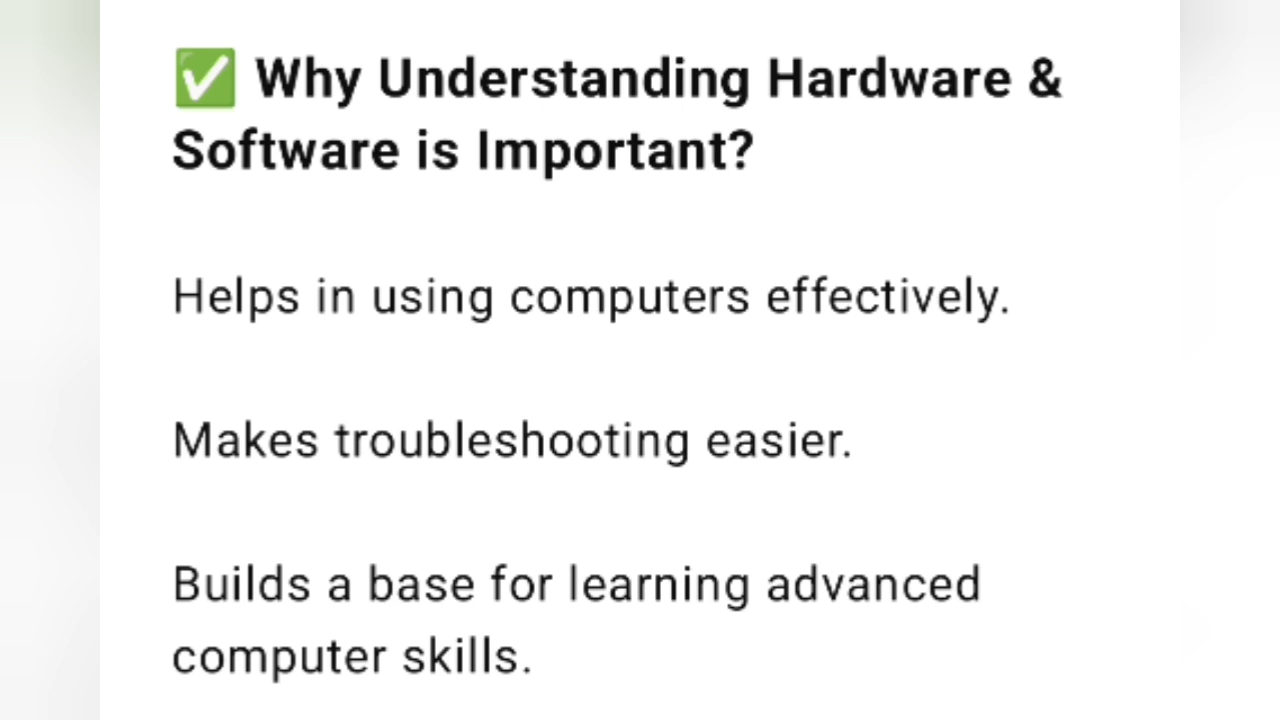 ✅ Why Understanding Hardware &
Software is Important?
Helps in using computers effectively.
Makes troubleshooting easier.
Builds a base for learning advanced
computer skills.